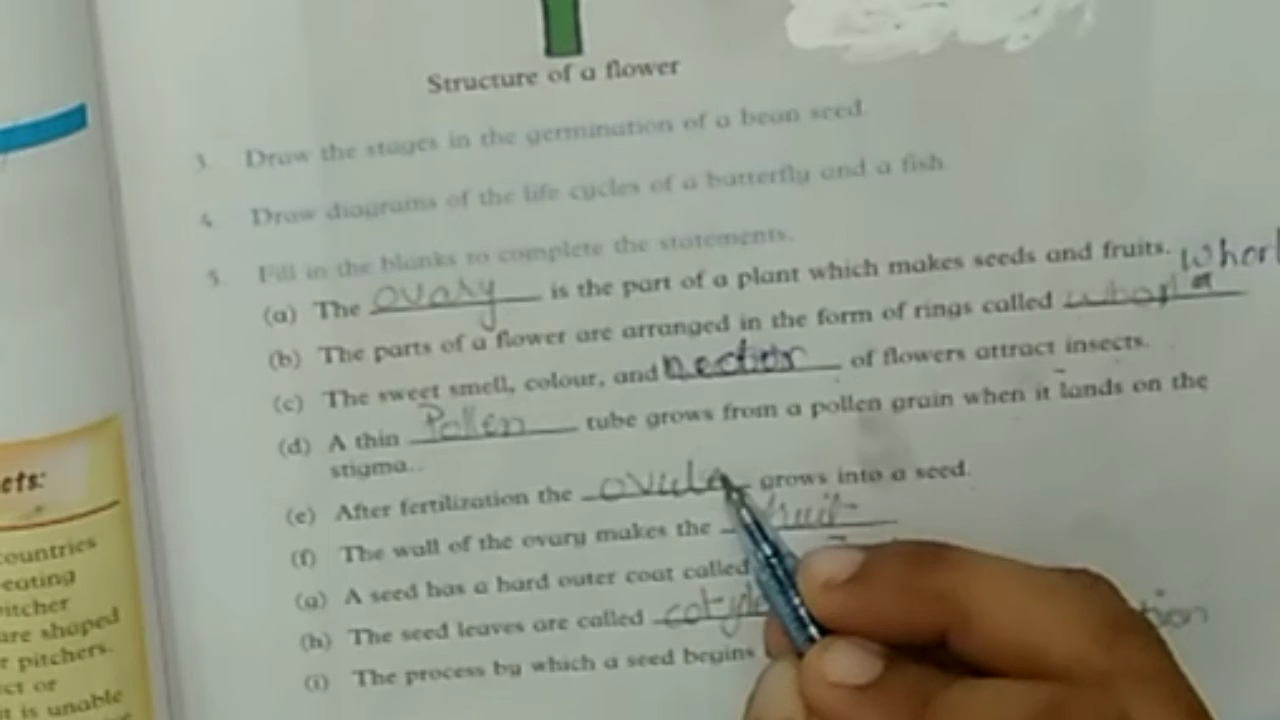 Structure of a flower
3. Draw the stages in the germination of a bean seed.
4. Draw diagrams of the life cycles of a butterfly and a fish
5. Fill in the blanks to complete the statements.
(a) The ovary is the part of a plant which makes seeds and fruits.
whorl
(b) The parts of a flower are arranged in the form of rings called
(c) The sweet smell, colour, and nectar of flowers attract insects.
(d) A thin Pollen tube grows from a pollen grain when it lands on the
stigma..
(e) After fertilization the ovule grows into a seed.
(f) The wall of the ovary makes the fruit
(g) A seed has a hard outer coat called
(h) The seed leaves are called
(i) The process by which a seed begins
ets:
countries
eating
pitcher
are shaped
r pitchers.
ct or
it is unable